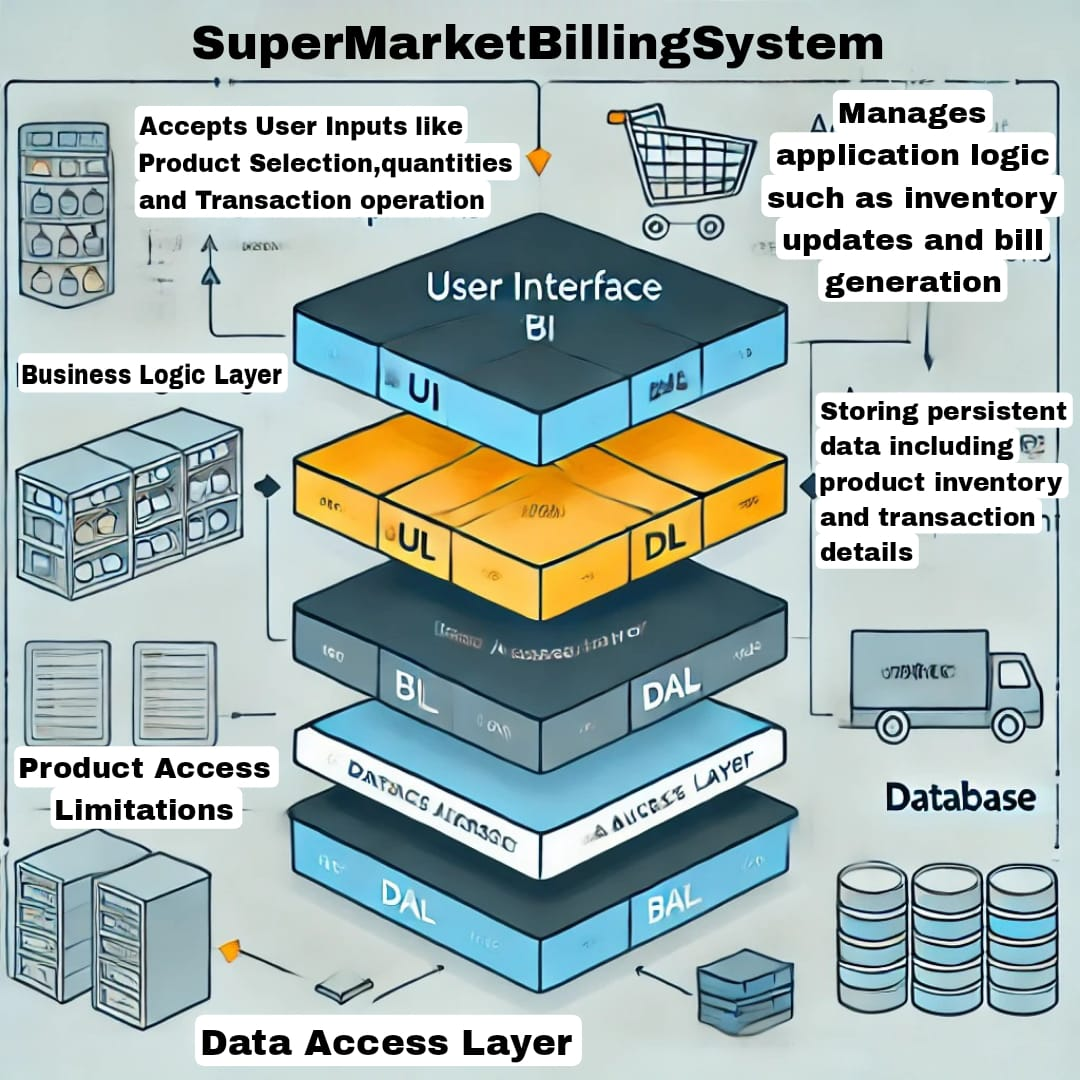 SuperMarketBillingSystem
Accepts User Inputs like
Product Selection,quantities
and Transaction operation
Manages
application logic
such as inventory
updates and bill
generation
User Interface
BI
UI
Business Logic Layer
Storing persistent
data including
product inventory
and transaction
details
UL
DL
BL
DAL
Product Access
Limitations
Layer
Database
DAL
BAL
Data Access Layer